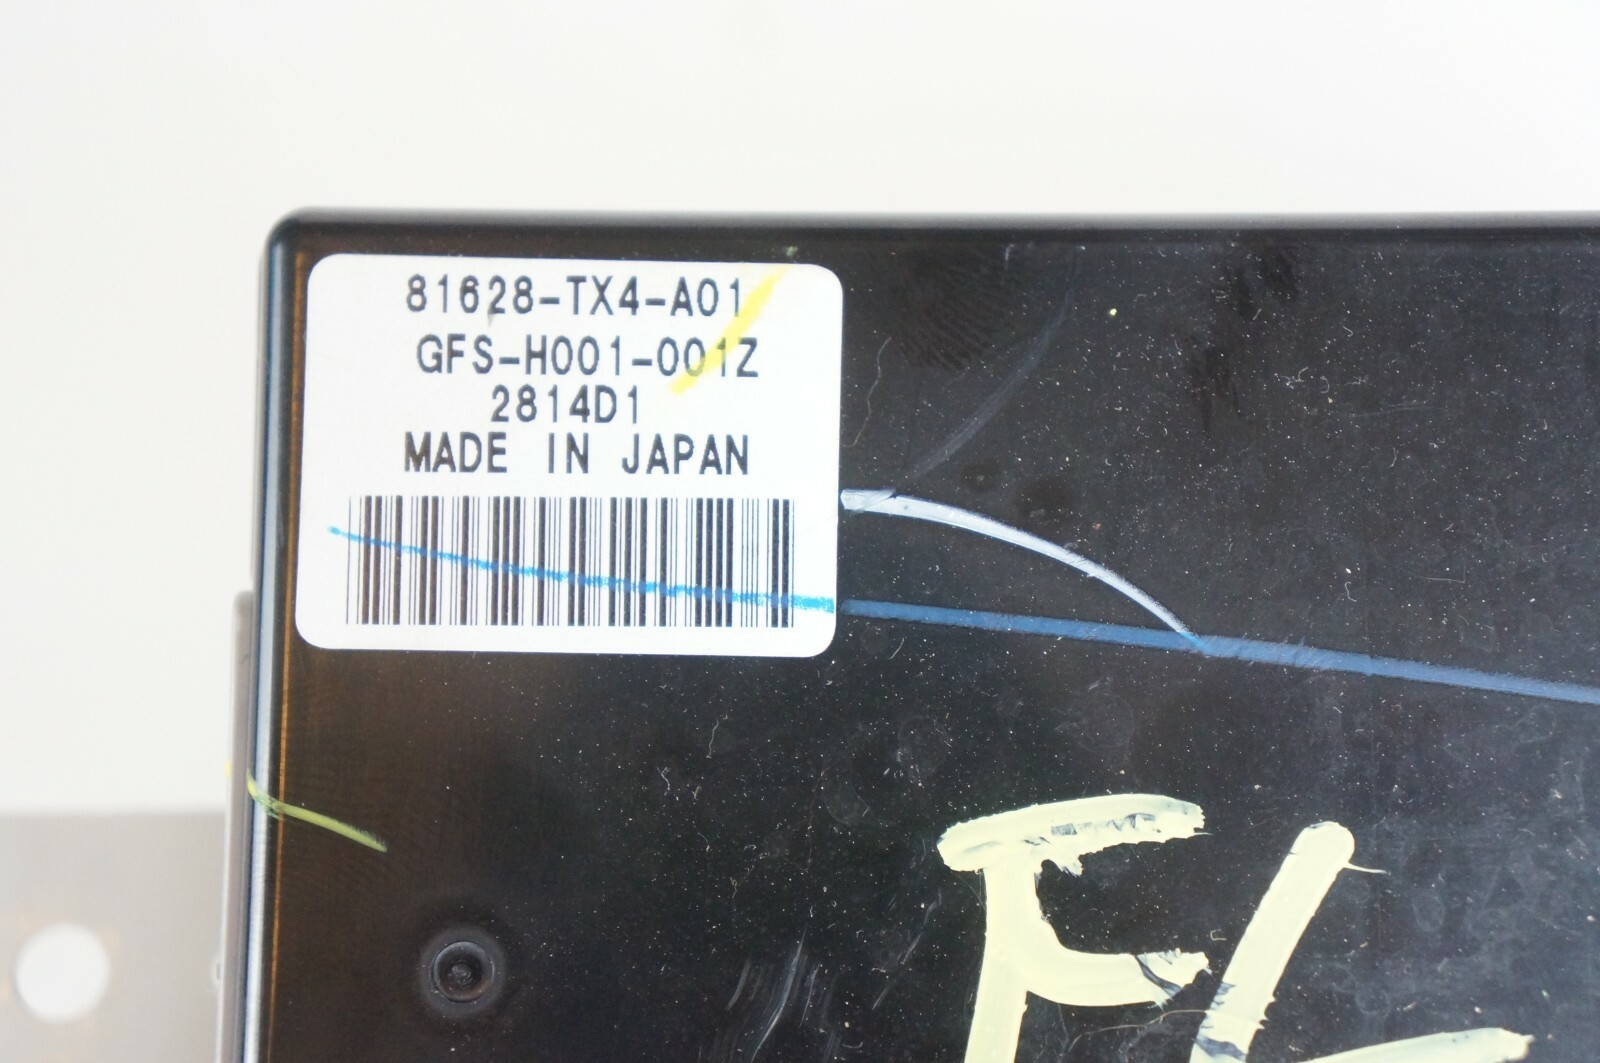 81628-TX4-A01
GFS-H001-001Z
2814D1
MADE IN JAPAN